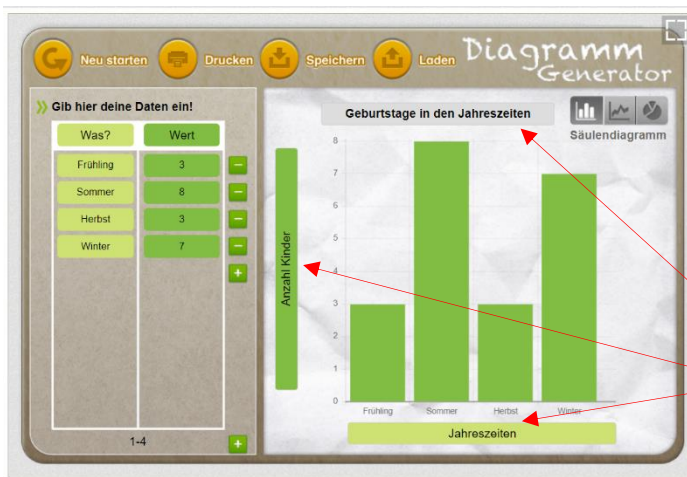 Neu starten
Drucken
Speichern
Laden
Diagramm
Generator
Gib hier deine Daten ein!
Was? Wert
Frühling 3
Sommer 8
Herbst 3
Winter 7
1-4
Geburtstage in den Jahreszeiten
Säulendiagramm
Anzahl Kinder
8
7
6
5
4
3
2
1
0
Frühling Sommer Herbst Winter
Jahreszeiten